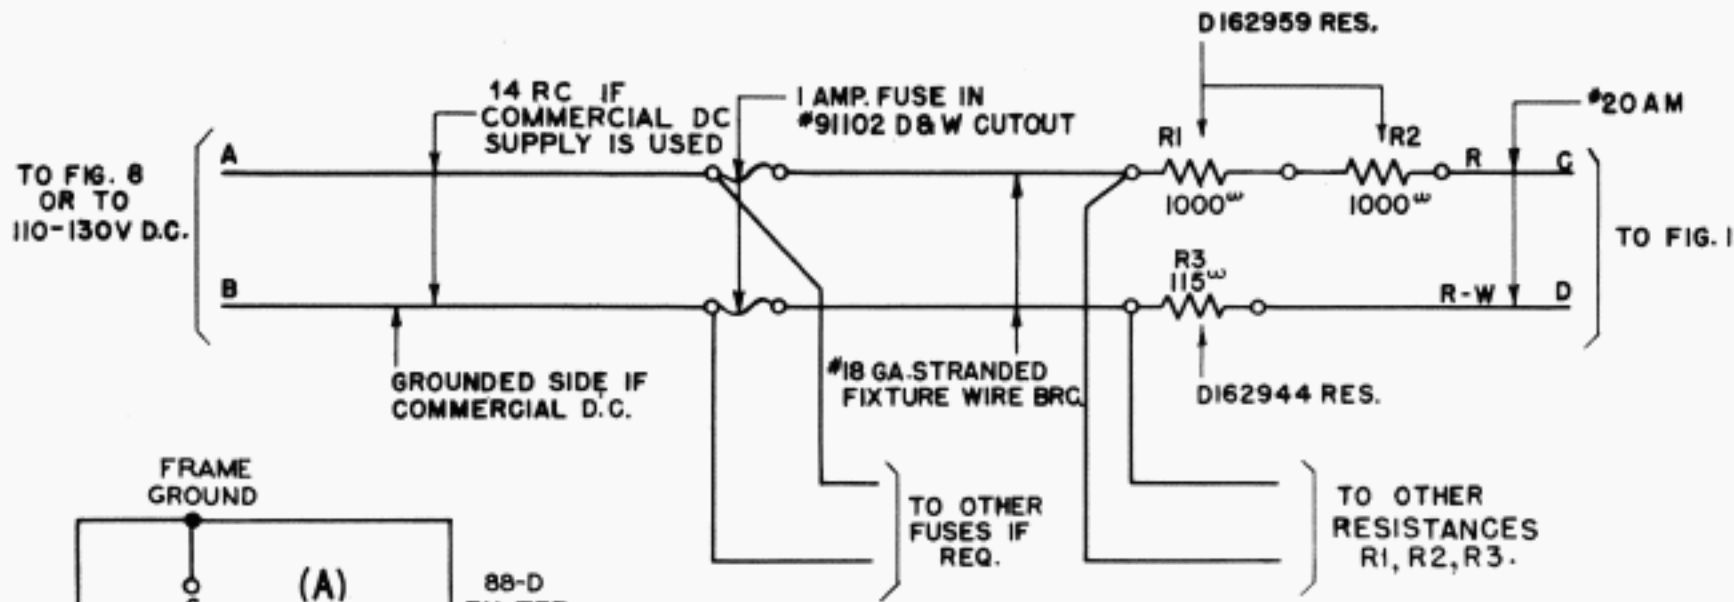 D162959 RES.
14 RC IF
COMMERCIAL DC
SUPPLY IS USED
1 AMP. FUSE IN
#91102 D&W CUTOUT
#20 AM
R1
R2
A
R
C
TO FIG. 8
OR TO
110-130V D.C.
1000ω
1000ω
TO FIG. 1
R3
115ω
B
R-W
D
GROUNDED SIDE IF
COMMERCIAL D.C.
#18 GA. STRANDED
FIXTURE WIRE BRC.
D162944 RES.
FRAME
GROUND
TO OTHER
FUSES IF
REQ.
TO OTHER
RESISTANCES
R1, R2, R3.
(A)
88-D